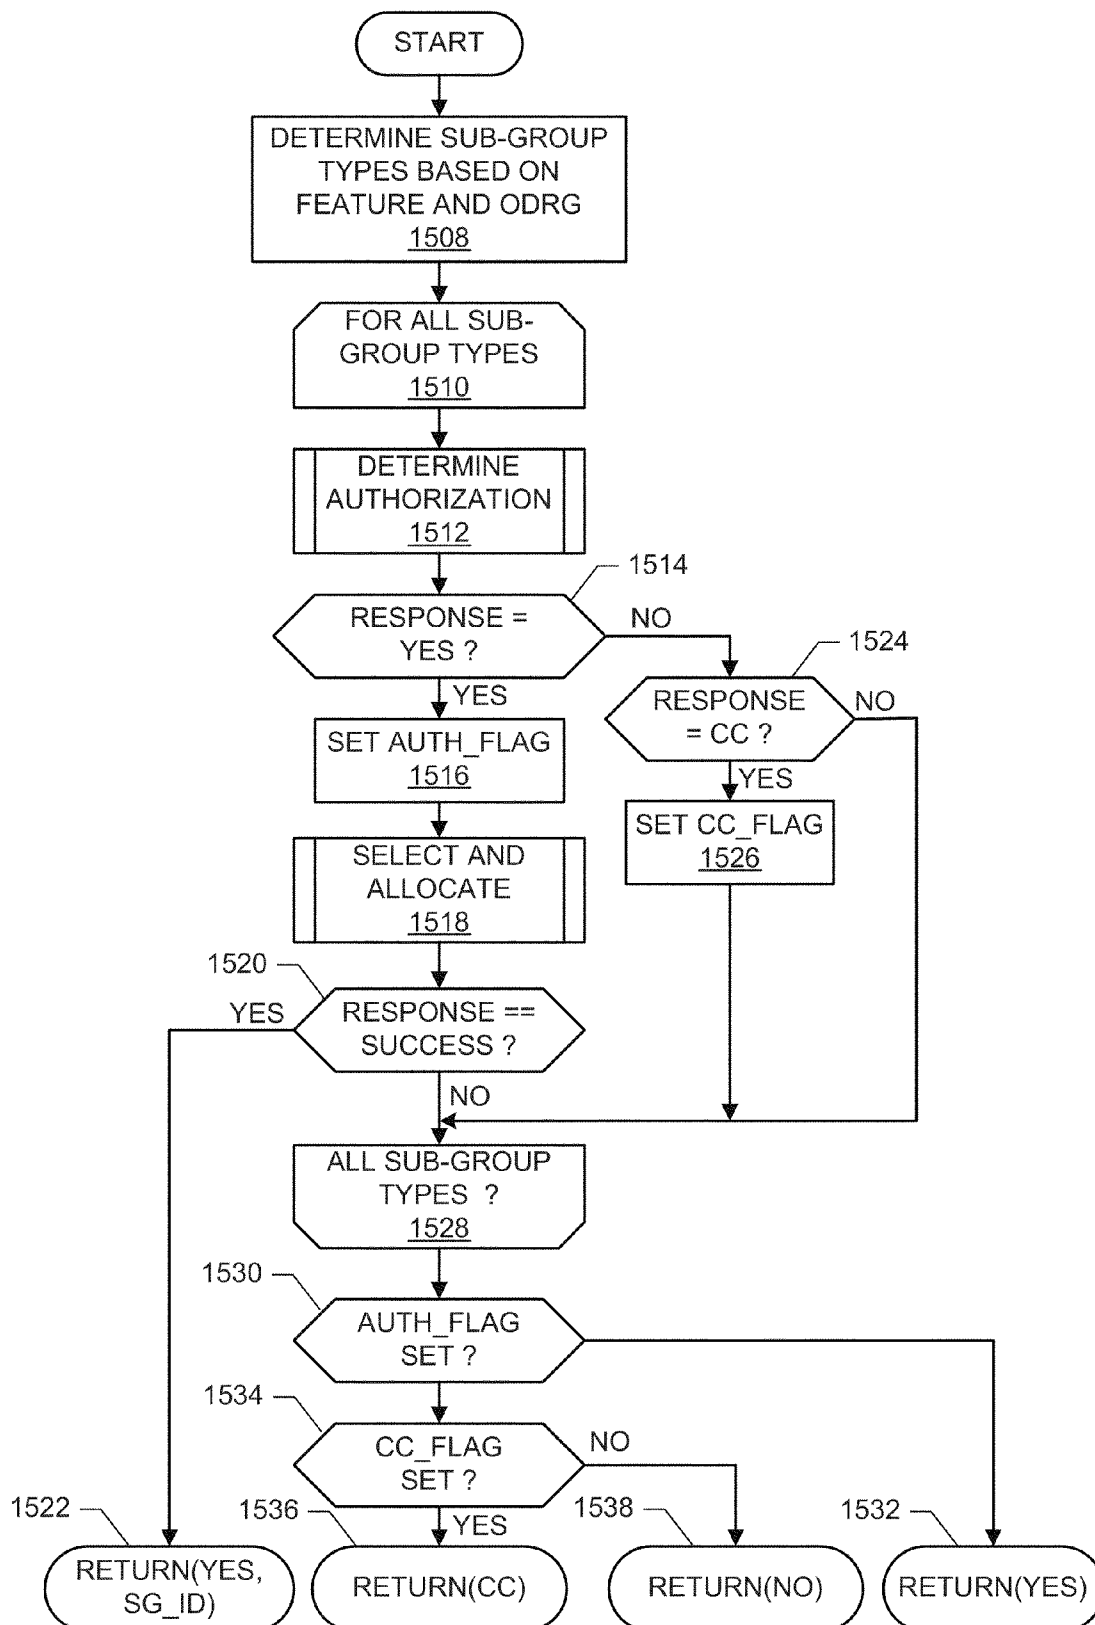 START
DETERMINE SUB-GROUP
TYPES BASED ON
FEATURE AND ODRG
1508
FOR ALL SUB-
GROUP TYPES
1510
DETERMINE
AUTHORIZATION
1512
1514
RESPONSE =
YES ?
NO
YES
1524
RESPONSE
= CC ?
NO
YES
SET AUTH_FLAG
1516
SET CC_FLAG
1526
SELECT AND
ALLOCATE
1518
1520
YES
RESPONSE ==
SUCCESS ?
NO
ALL SUB-GROUP
TYPES ?
1528
1530
AUTH_FLAG
SET ?
1534
CC_FLAG
SET ?
NO
YES
1522
RETURN(YES,
SG_ID)
1536
RETURN(CC)
1538
RETURN(NO)
1532
RETURN(YES)